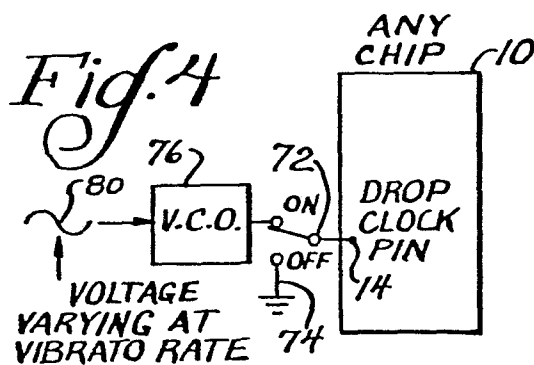 Fig. 4
ANY
CHIP
10
76
72
80
V.C.O.
ON
OFF
DROP
CLOCK
PIN
14
74
VOLTAGE
VARYING AT
VIBRATO RATE